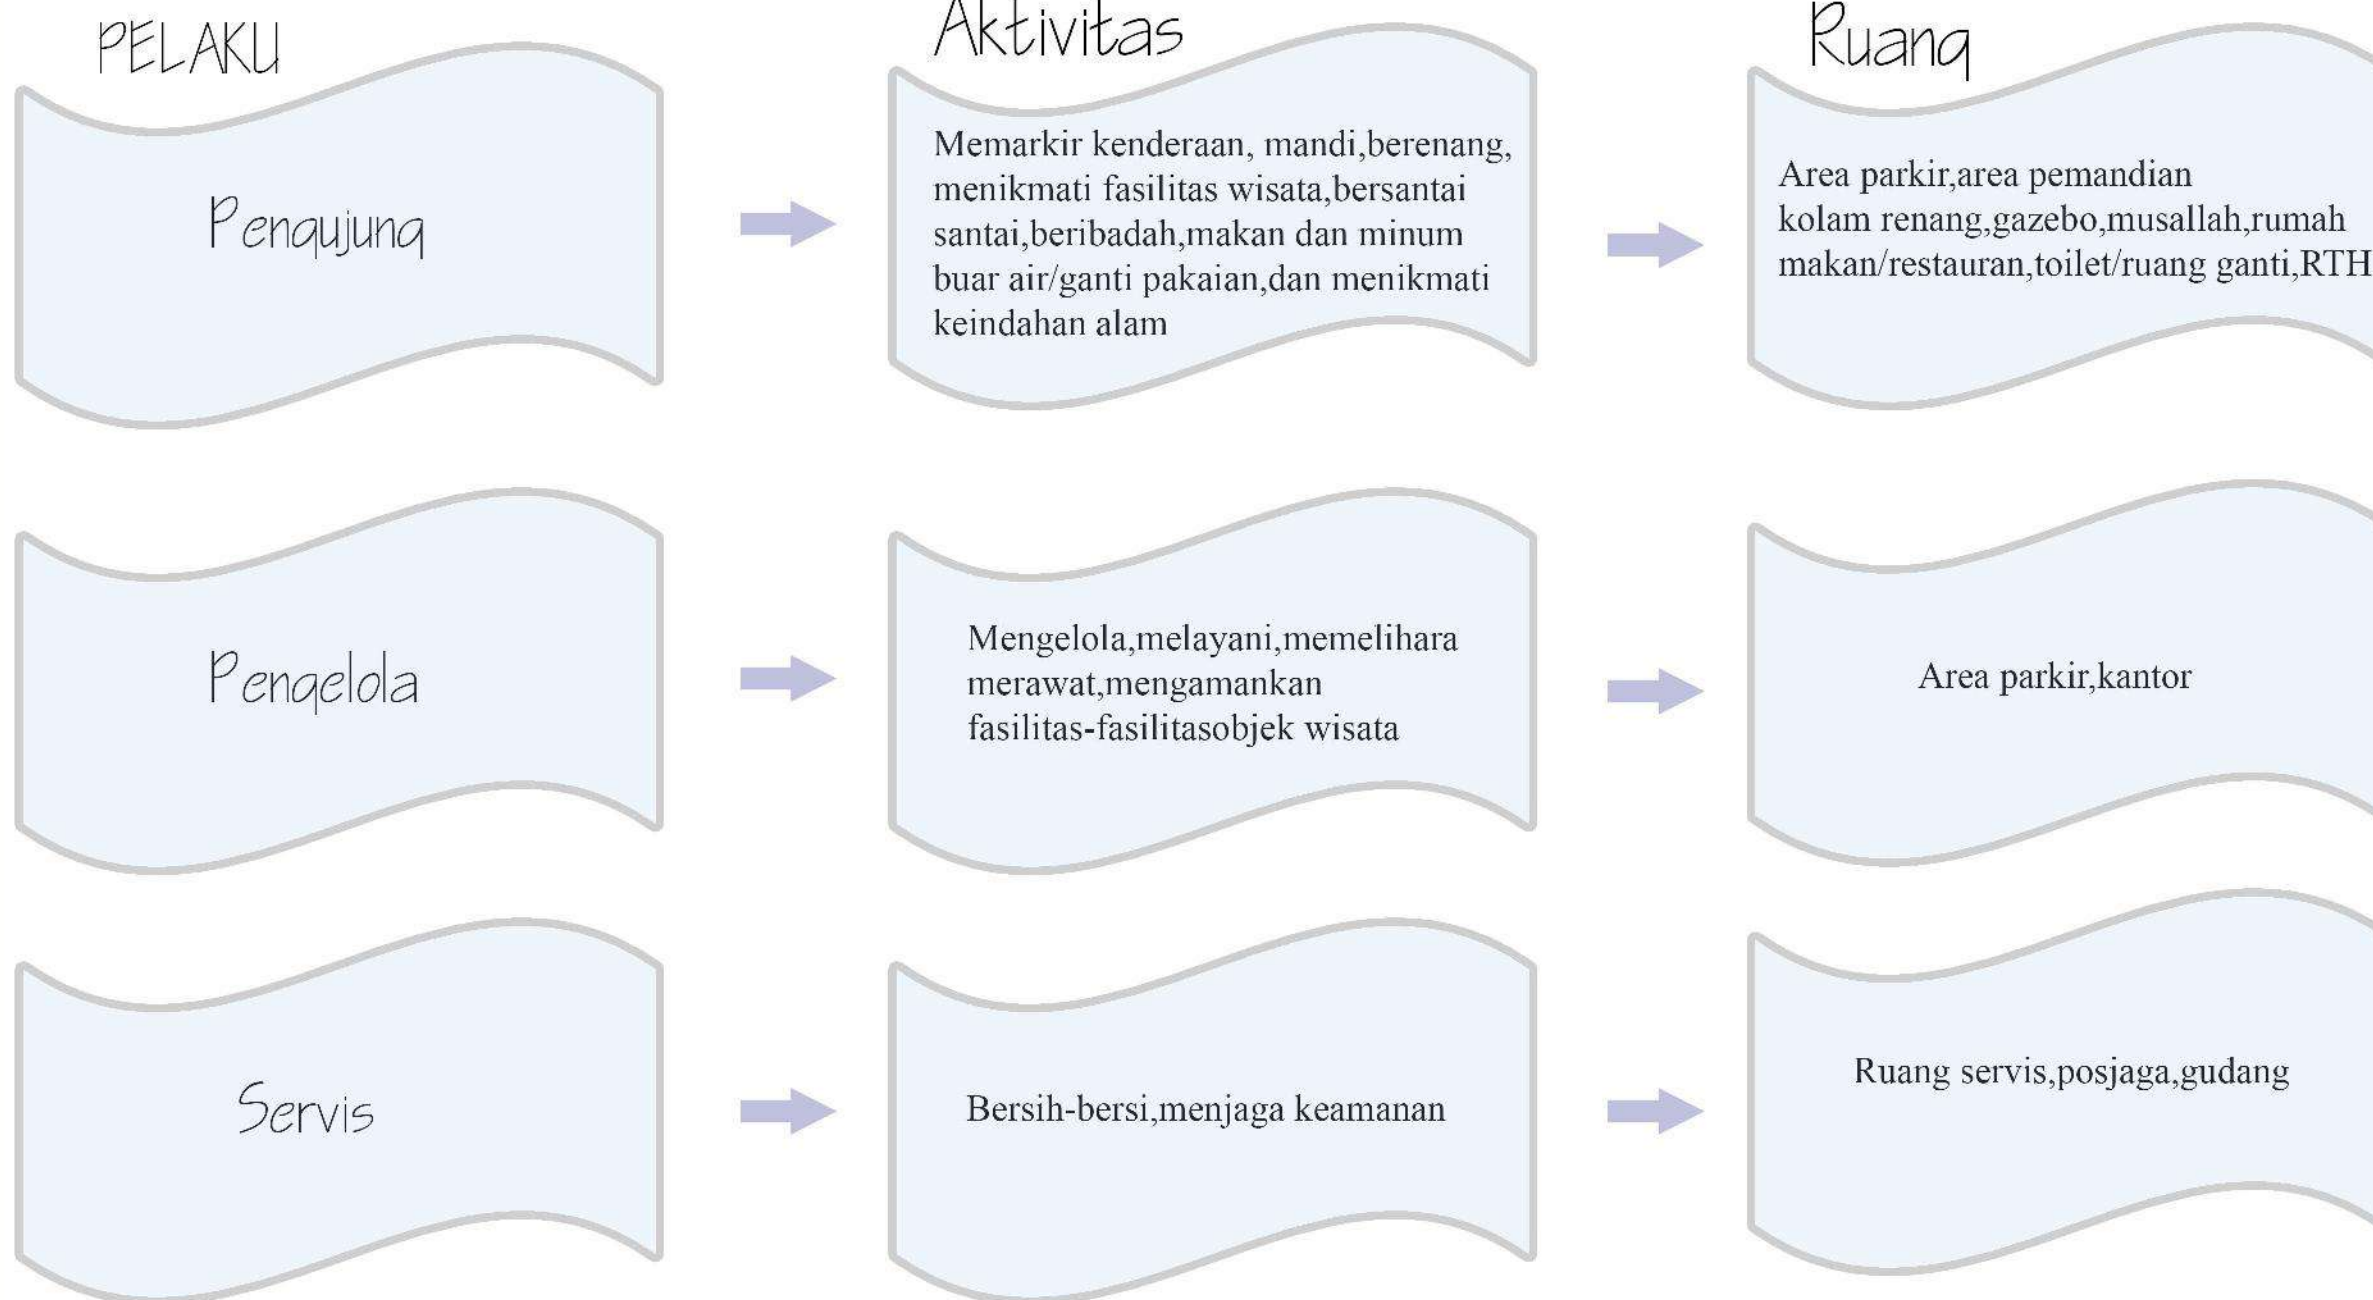 PELAKU
Aktivitas
Ruang
Pengujung
Memarkir kenderaan, mandi,berenang,
menikmati fasilitas wisata,bersantai
santai,beribadah,makan dan minum
buar air/ganti pakaian,dan menikmati
keindahan alam
Area parkir,area pemandian
kolam renang,gazebo,musallah,rumah
makan/restauran,toilet/ruang ganti,RTH
Pengelola
Mengelola,melayani,memelihara
merawat,mengamankan
fasilitas-fasilitasobjek wisata
Area parkir,kantor
Servis
Bersih-bersi,menjaga keamanan
Ruang servis,posjaga,gudang